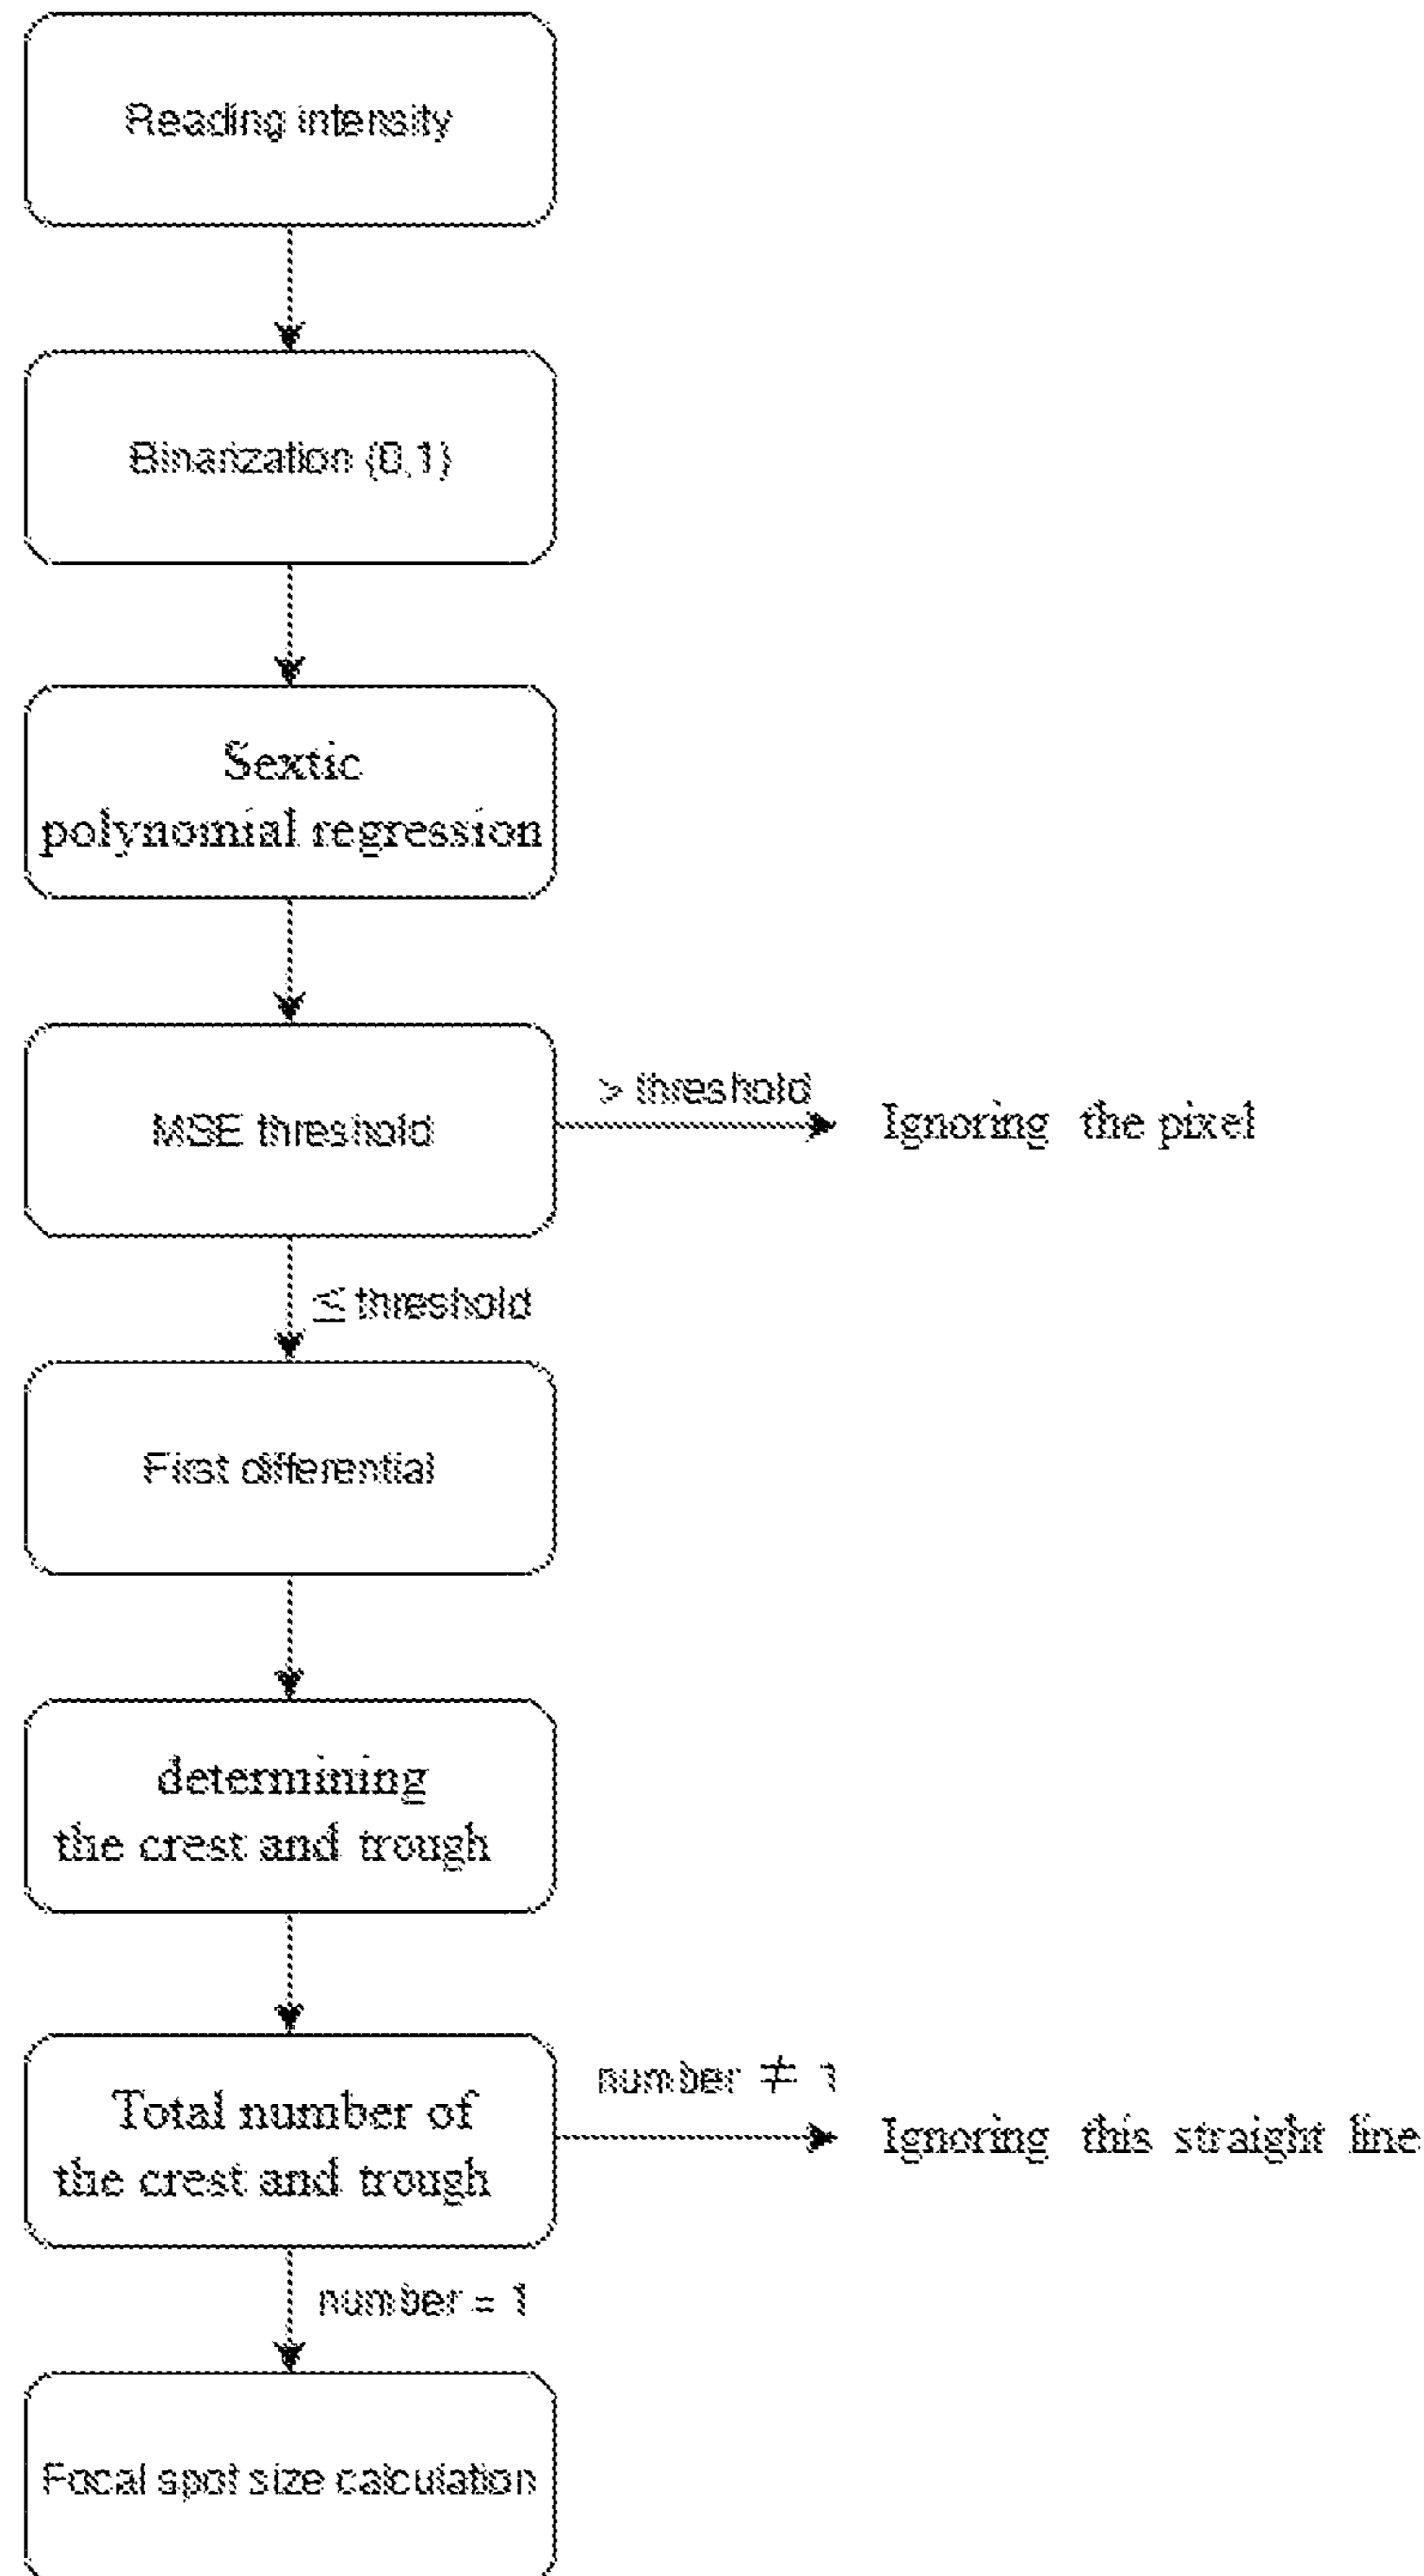 Reading intensity
Binarization (0,1)
Sextic
polynomial regression
MSE threshold
> threshold
Ignoring the pixel
≤ threshold
First differential
determining
the crest and trough
Total number of
the crest and trough
number ≠ 1
Ignoring this straight line
number = 1
Focal spot size calculation